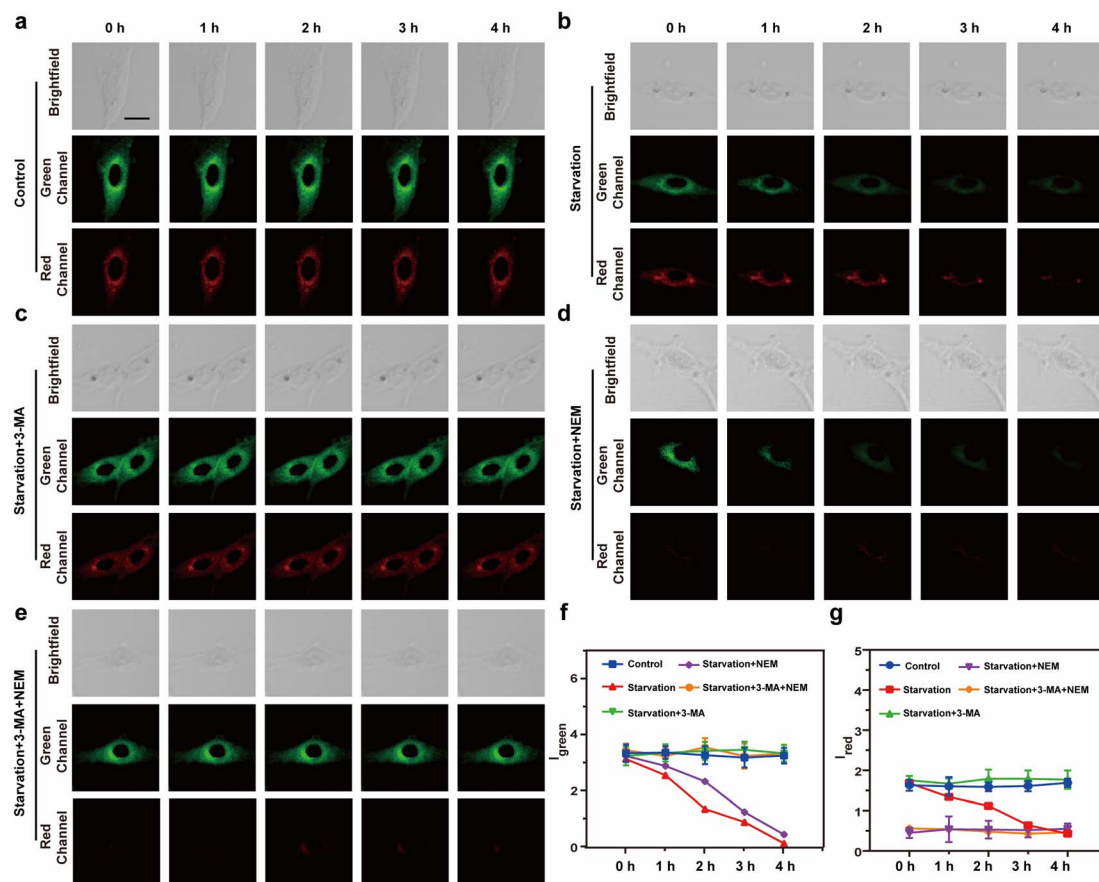 a
0 h 1 h 2 h 3 h 4 h
Control
Brightfield
Green Channel
Red Channel
b
0 h 1 h 2 h 3 h 4 h
Starvation
Brightfield
Green Channel
Red Channel
c
Starvation+3-MA
Brightfield
Green Channel
Red Channel
d
Starvation+NEM
Brightfield
Green Channel
Red Channel
e
Starvation+3-MA+NEM
Brightfield
Green Channel
Red Channel
f
Igreen
6
4
2
0
Control
Starvation+NEM
Starvation
Starvation+3-MA+NEM
Starvation+3-MA
0 h 1 h 2 h 3 h 4 h
g
Ired
5
4
3
2
1
0
Control
Starvation+NEM
Starvation
Starvation+3-MA+NEM
Starvation+3-MA
0 h 1 h 2 h 3 h 4 h